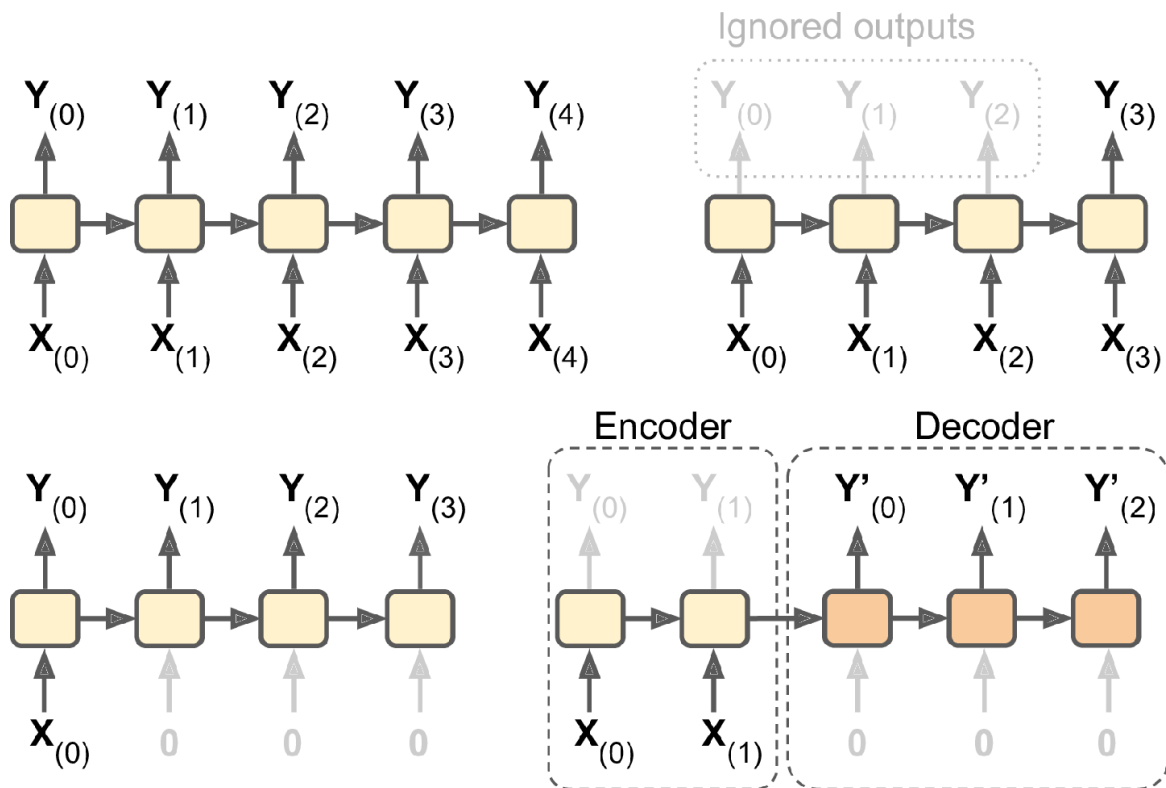 Ignored outputs
Y(0) Y(1) Y(2) Y(3) Y(4)
Y(0) Y(1) Y(2) Y(3)
X(0) X(1) X(2) X(3) X(4)
X(0) X(1) X(2) X(3)
Encoder
Decoder
Y(0) Y(1) Y(2) Y(3)
Y(0) Y(1) Y’(0) Y’(1) Y’(2)
X(0) 0 0 0
X(0) X(1) 0 0 0